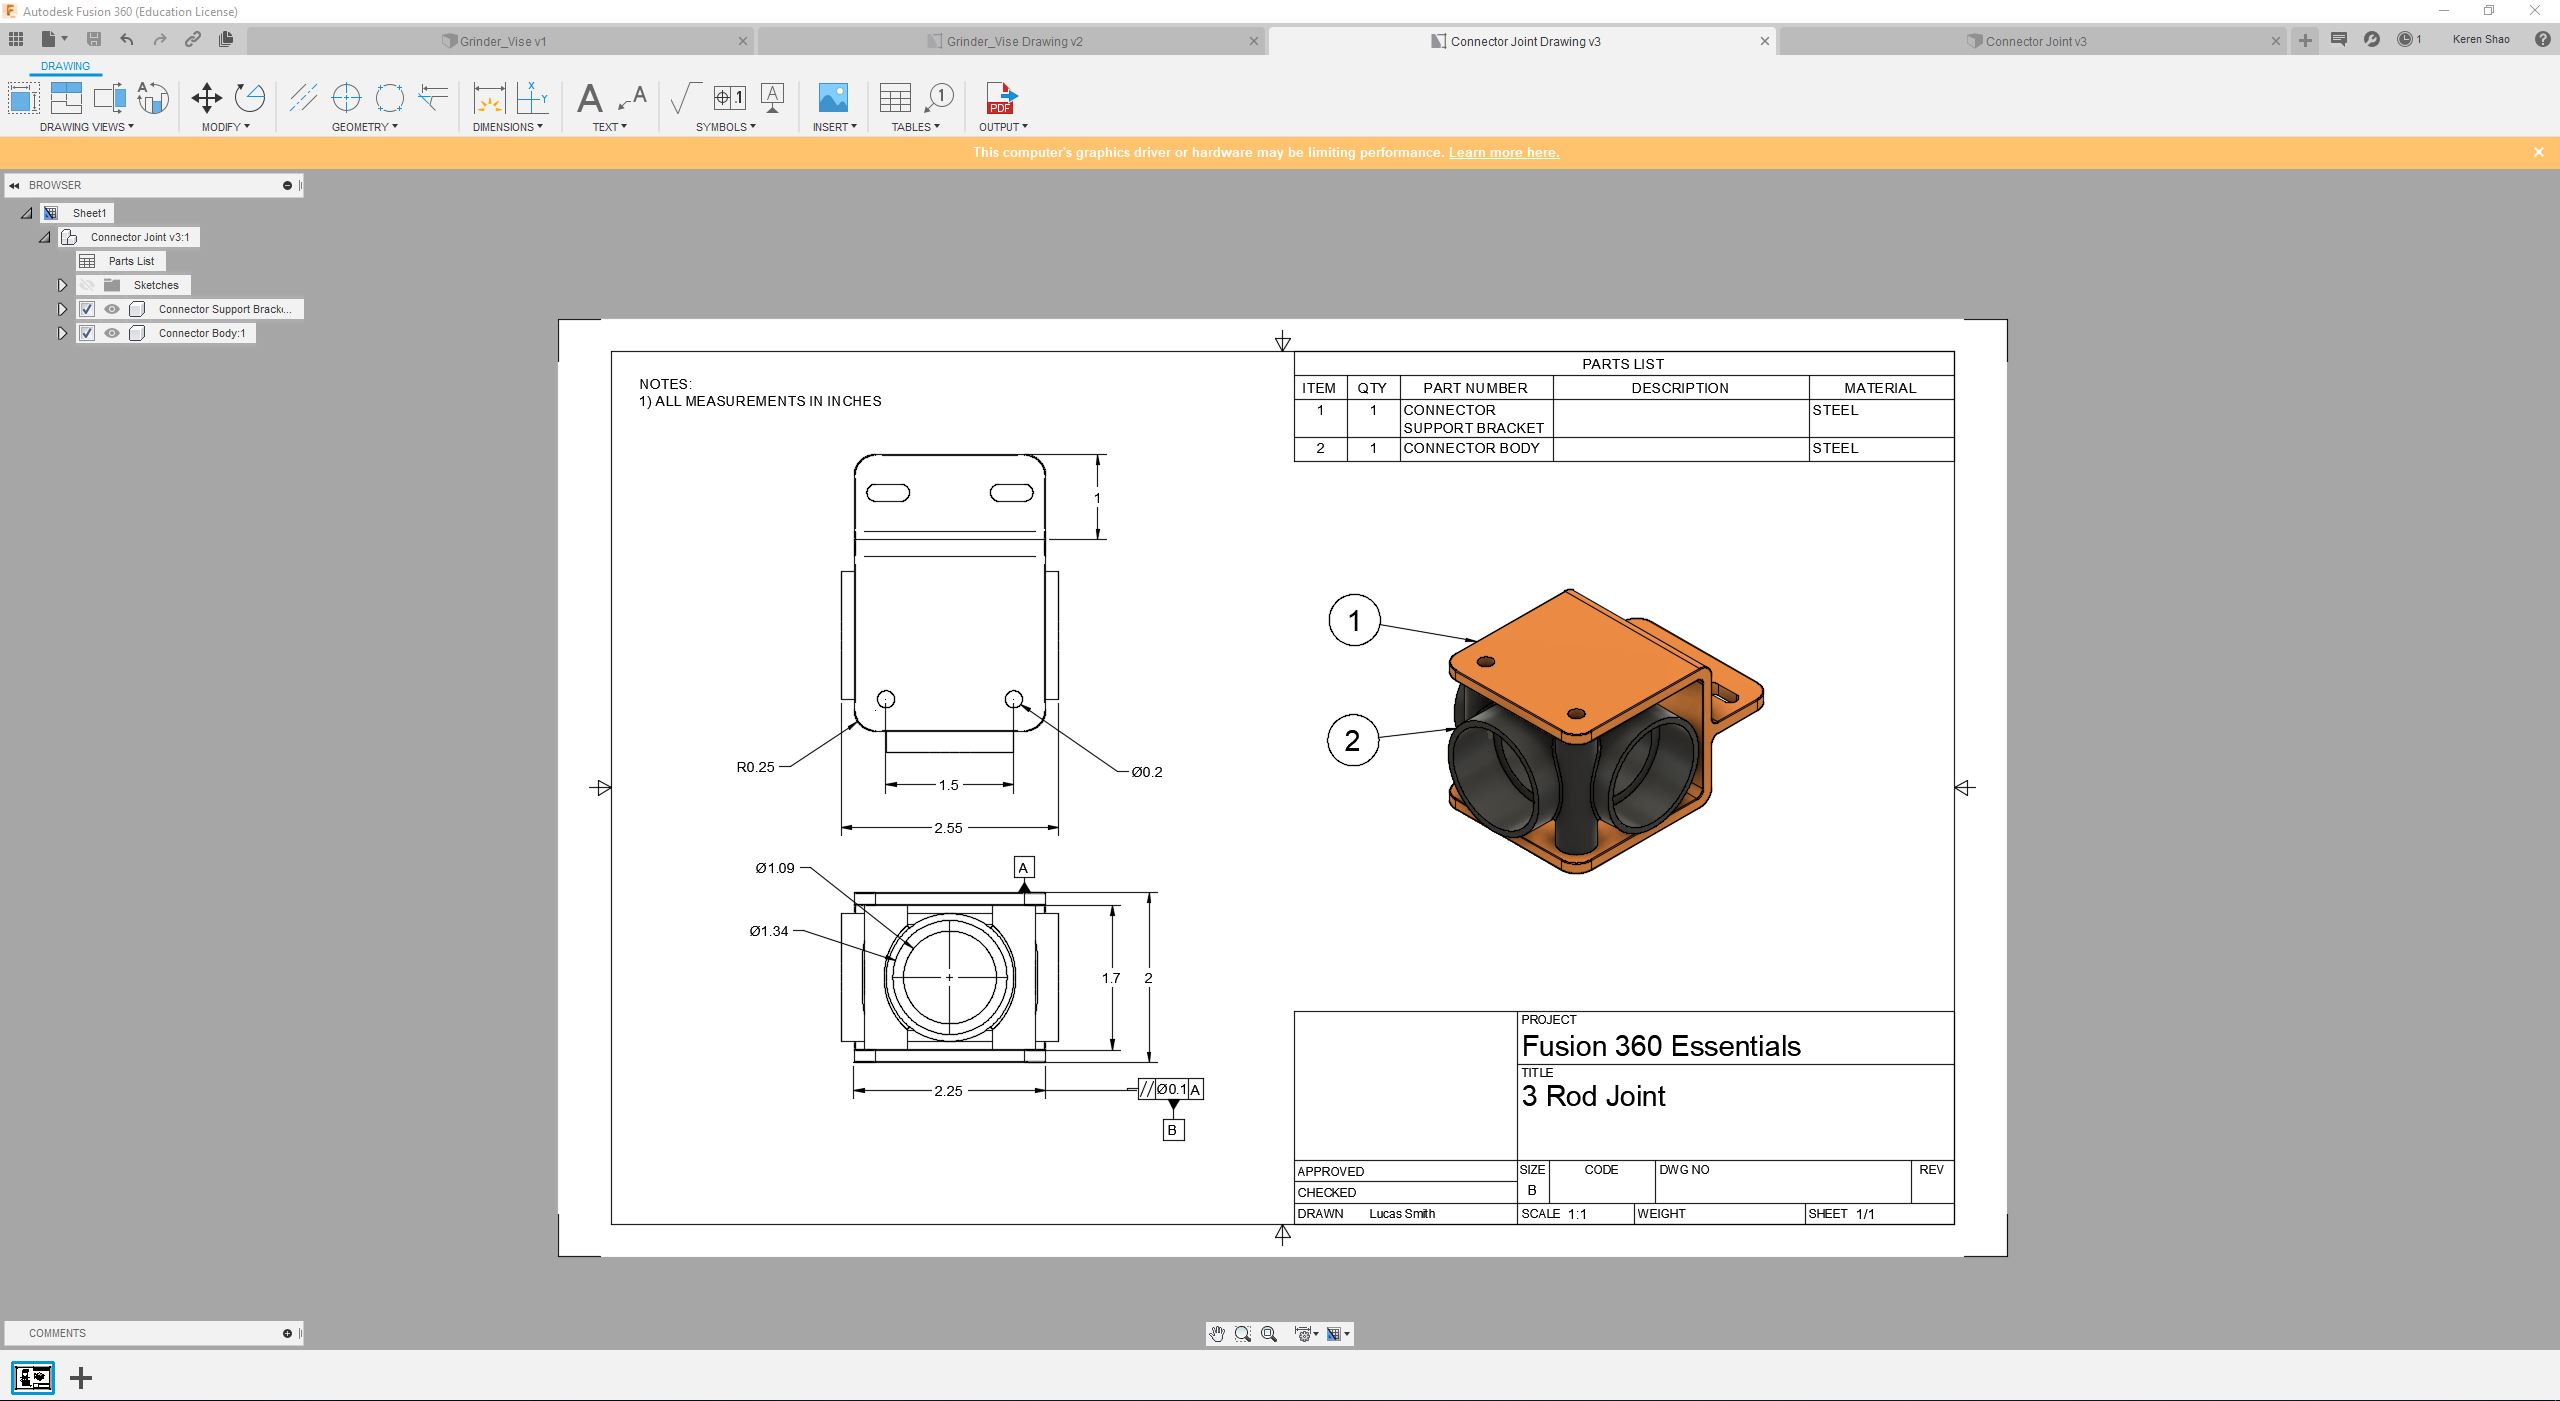 Autodesk Fusion 360 (Education License)
Grinder_Vise v1
Grinder_Vise Drawing v2
Connector Joint Drawing v3
Connector Joint v3
1
Keren Shao
DRAWING
DRAWING VIEWS
MODIFY
GEOMETRY
DIMENSIONS
TEXT
SYMBOLS
INSERT
TABLES
OUTPUT
This computer's graphics driver or hardware may be limiting performance. Learn more here.
BROWSER
Sheet1
Connector Joint v3:1
Parts List
Sketches
Connector Support Brack...
Connector Body:1
NOTES:
1) ALL MEASUREMENTS IN INCHES
PARTS LIST
ITEM QTY PART NUMBER DESCRIPTION MATERIAL
1 1 CONNECTOR SUPPORT BRACKET STEEL
2 1 CONNECTOR BODY STEEL
1
R0.25
Ø0.2
1.5
2.55
1
2
Ø1.09
A
Ø1.34
1.7
2
2.25
// Ø0.1 A
B
PROJECT
Fusion 360 Essentials
TITLE
3 Rod Joint
APPROVED
CHECKED
DRAWN Lucas Smith
SIZE
B
CODE
DWG NO
REV
SCALE 1:1
WEIGHT
SHEET 1/1
COMMENTS